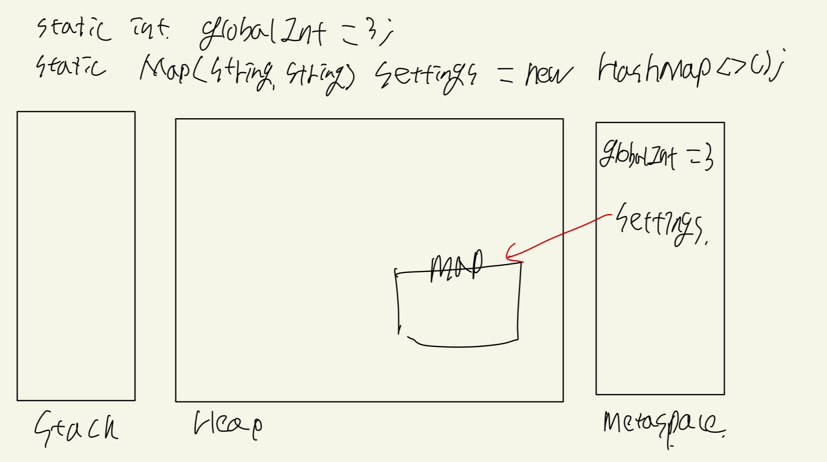 static int globalInt = 3;
static Map(String, String) settings = new HashMap<>();
globalInt = 3
settings.
MAP
Stack
Heap
Metaspace.